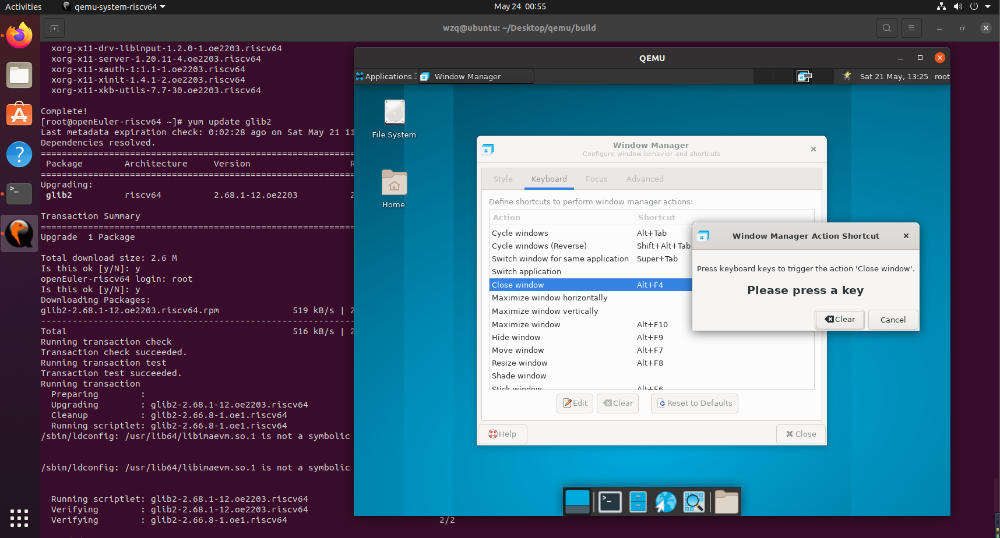 Activities
qemu-system-riscv64
May 24 00:55
wzq@ubuntu: ~/Desktop/qemu/build
xorg-x11-drv-libinput-1.2.0-1.oe2203.riscv64
xorg-x11-server-1.20.11-4.oe2203.riscv64
xorg-x11-xauth-1:1.1-1.oe2203.riscv64
xorg-x11-xinit-1.4.1-2.oe2203.riscv64
xorg-x11-xkb-utils-7.7-30.oe2203.riscv64
Complete!
[root@openEuler-riscv64 ~]# yum update glib2
Last metadata expiration check: 0:02:28 ago on Sat May 21 11
Dependencies resolved.
============================================================
Package Architecture Version R
============================================================
Upgrading:
glib2 riscv64 2.68.1-12.oe2203 2
Transaction Summary
============================================================
Upgrade 1 Package
Total download size: 2.6 M
Is this ok [y/N]: y
openEuler-riscv64 login: root
Is this ok [y/N]: y
Downloading Packages:
glib2-2.68.1-12.oe2203.riscv64.rpm 519 kB/s | 2
------------------------------------------------------------
Total 516 kB/s | 2
Running transaction check
Transaction check succeeded.
Running transaction test
Transaction test succeeded.
Running transaction
Preparing :
Upgrading : glib2-2.68.1-12.oe2203.riscv64
Cleanup : glib2-2.66.8-1.oe1.riscv64
Running scriptlet: glib2-2.66.8-1.oe1.riscv64
/sbin/ldconfig: /usr/lib64/libimaevm.so.1 is not a symbolic
/sbin/ldconfig: /usr/lib64/libimaevm.so.1 is not a symbolic
Running scriptlet: glib2-2.68.1-12.oe2203.riscv64
Verifying : glib2-2.68.1-12.oe2203.riscv64
Verifying : glib2-2.66.8-1.oe1.riscv64 2/2
QEMU
Applications
Window Manager
Sat 21 May, 13:25 root
File System
Home
Window Manager
Configure window behavior and shortcuts
Style Keyboard Focus Advanced
Define shortcuts to perform window manager actions:
Action Shortcut
Cycle windows Alt+Tab
Cycle windows (Reverse) Shift+Alt+Tab
Switch window for same application Super+Tab
Switch application
Close window Alt+F4
Maximize window horizontally
Maximize window vertically
Maximize window Alt+F10
Hide window Alt+F9
Move window Alt+F7
Resize window Alt+F8
Shade window
Stick window Alt+F6
Edit Clear Reset to Defaults
Help Close
Window Manager Action Shortcut
Press keyboard keys to trigger the action 'Close window'.
Please press a key
Clear Cancel